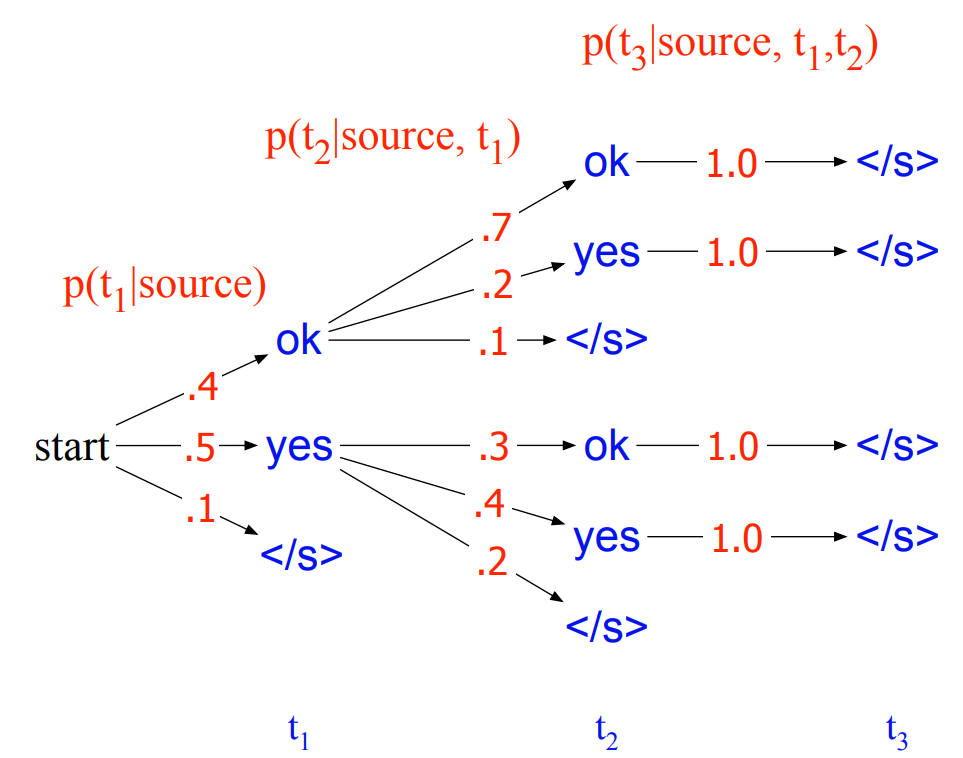 p(t3|source, t1,t2)
p(t2|source, t1)
ok 1.0 </s>
.7
yes 1.0 </s>
.2
p(t1|source)
ok .1 </s>
.4
start .5 yes .3 ok 1.0 </s>
.4
.1
yes 1.0 </s>
</s>
.2
</s>
t1 t2 t3